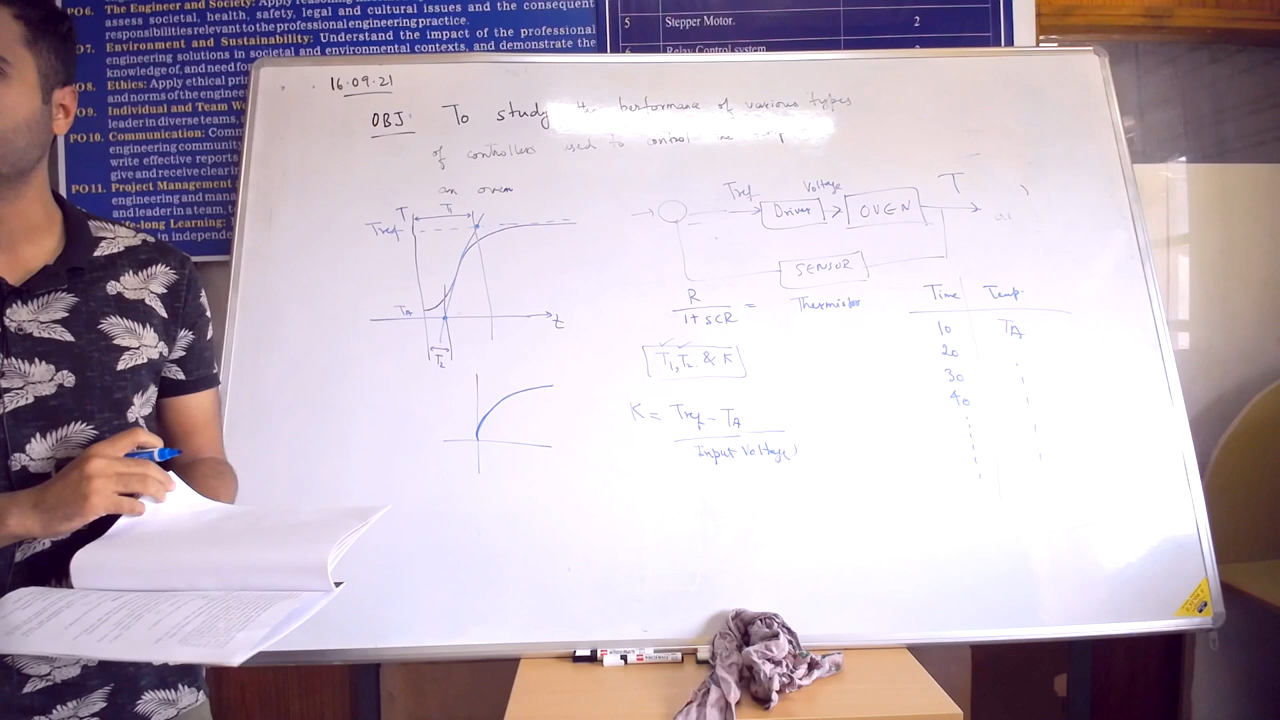 PO6. The Engineer and Society: Apply reasoning
assess societal, health, safety, legal and cultural issues and the consequent
responsibilities relevant to the professional engineering practice.
PO7. Environment and Sustainability: Understand the impact of the professional
engineering solutions in societal and environmental contexts, and demonstrate the
knowledge of, and need for
PO8. Ethics: Apply ethical
and norms of the
PO9. Individual and Team
leader in diverse teams,
PO10. Communication:
engineering
write effective reports
give and receive
PO11. Project Management
engineering and
and leader in a team,
Life-long Learning:
in
5 Stepper Motor. 2
6 Relay Control system
16.09.21
OBJ: To study the performance of various types
of controllers used to control
an oven
T T1
Tref
TA
t
T2
Tref Voltage T
Driver OVEN
SENSOR
R
1+SCR = Thermistor
T1, T2 & K
K = Tref - TA
Input Voltage)
Time Temp.
10 TA
20
30
40